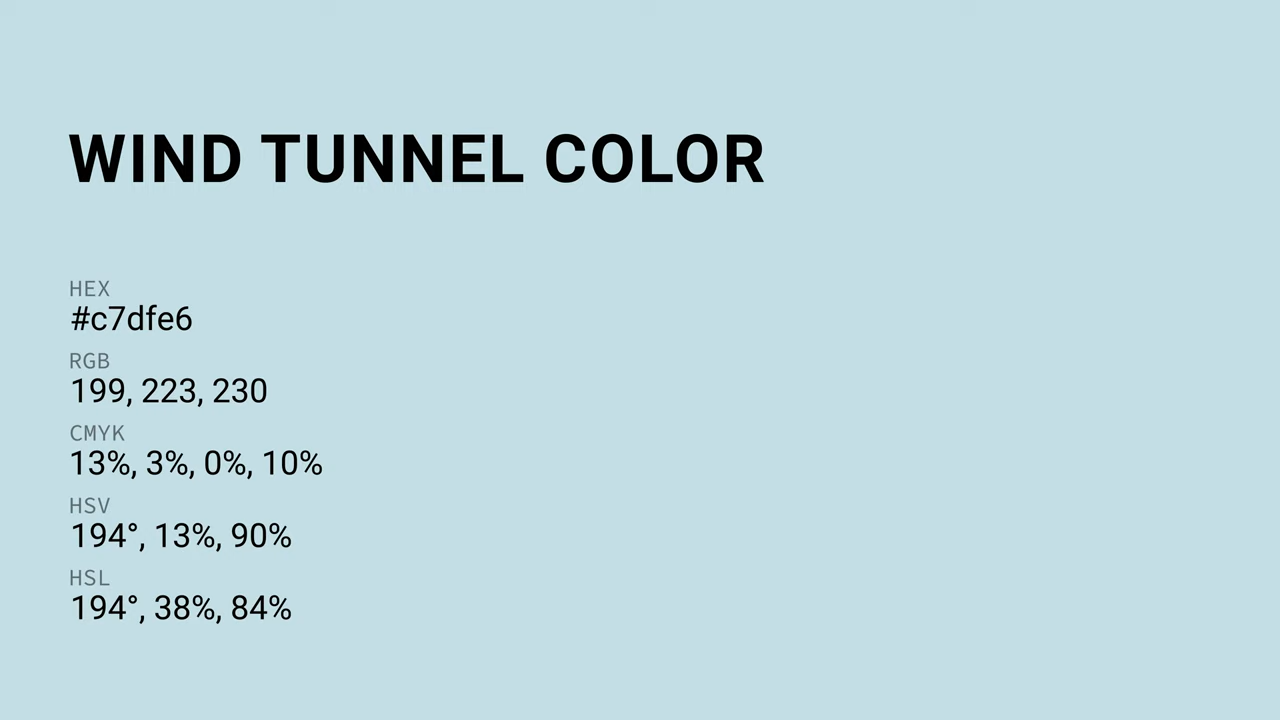 WIND TUNNEL COLOR
HEX
#c7dfe6
RGB
199, 223, 230
CMYK
13%, 3%, 0%, 10%
HSV
194°, 13%, 90%
HSL
194°, 38%, 84%